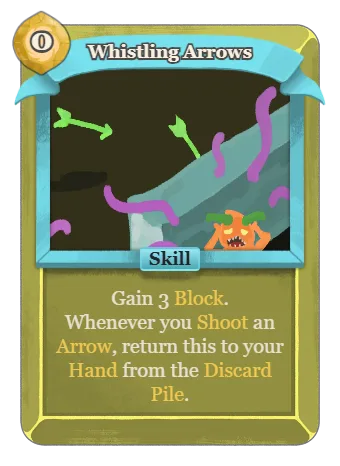 0
Whistling Arrows
Skill
Gain 3 Block.
Whenever you Shoot an
Arrow, return this to your
Hand from the Discard
Pile.